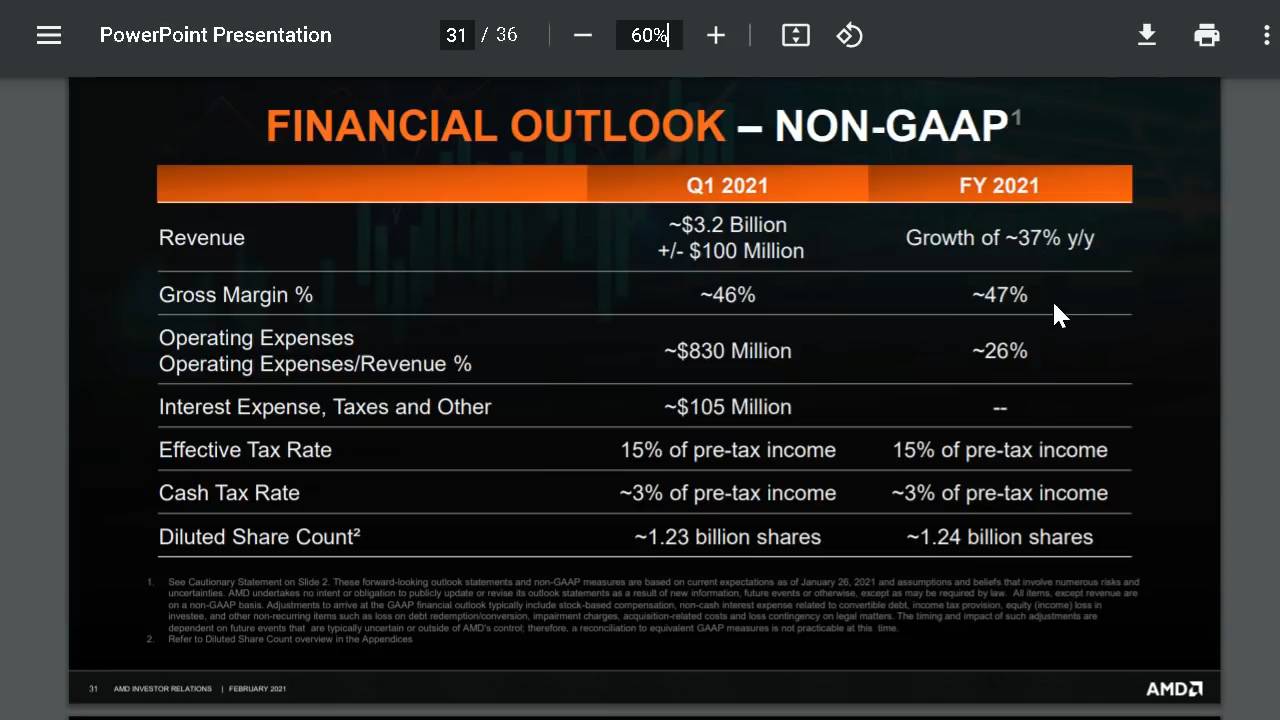 PowerPoint Presentation
31 / 36
60%
FINANCIAL OUTLOOK – NON-GAAP¹
Q1 2021 FY 2021
Revenue ~$3.2 Billion +/- $100 Million Growth of ~37% y/y
Gross Margin % ~46% ~47%
Operating Expenses
Operating Expenses/Revenue % ~$830 Million ~26%
Interest Expense, Taxes and Other ~$105 Million --
Effective Tax Rate 15% of pre-tax income 15% of pre-tax income
Cash Tax Rate ~3% of pre-tax income ~3% of pre-tax income
Diluted Share Count² ~1.23 billion shares ~1.24 billion shares
1. See Cautionary Statement on Slide 2. These forward-looking outlook statements and non-GAAP measures are based on current expectations as of January 26, 2021 and assumptions and beliefs that involve numerous risks and
uncertainties. AMD undertakes no intent or obligation to publicly update or revise its outlook statements as a result of new information, future events or otherwise, except as may be required by law. All items, except revenue are
on a non-GAAP basis. Adjustments to arrive at the GAAP financial outlook typically include stock-based compensation, non-cash interest expense related to convertible debt, income tax provision, equity (income) loss in
investee, and other non-recurring items such as loss on debt redemption/conversion, impairment charges, acquisition-related costs and loss contingency on legal matters. The timing and impact of such adjustments are
dependent on future events that are typically uncertain or outside of AMD's control; therefore, a reconciliation to equivalent GAAP measures is not practicable at this time.
2. Refer to Diluted Share Count overview in the Appendices
31 AMD INVESTOR RELATIONS | FEBRUARY 2021
AMD